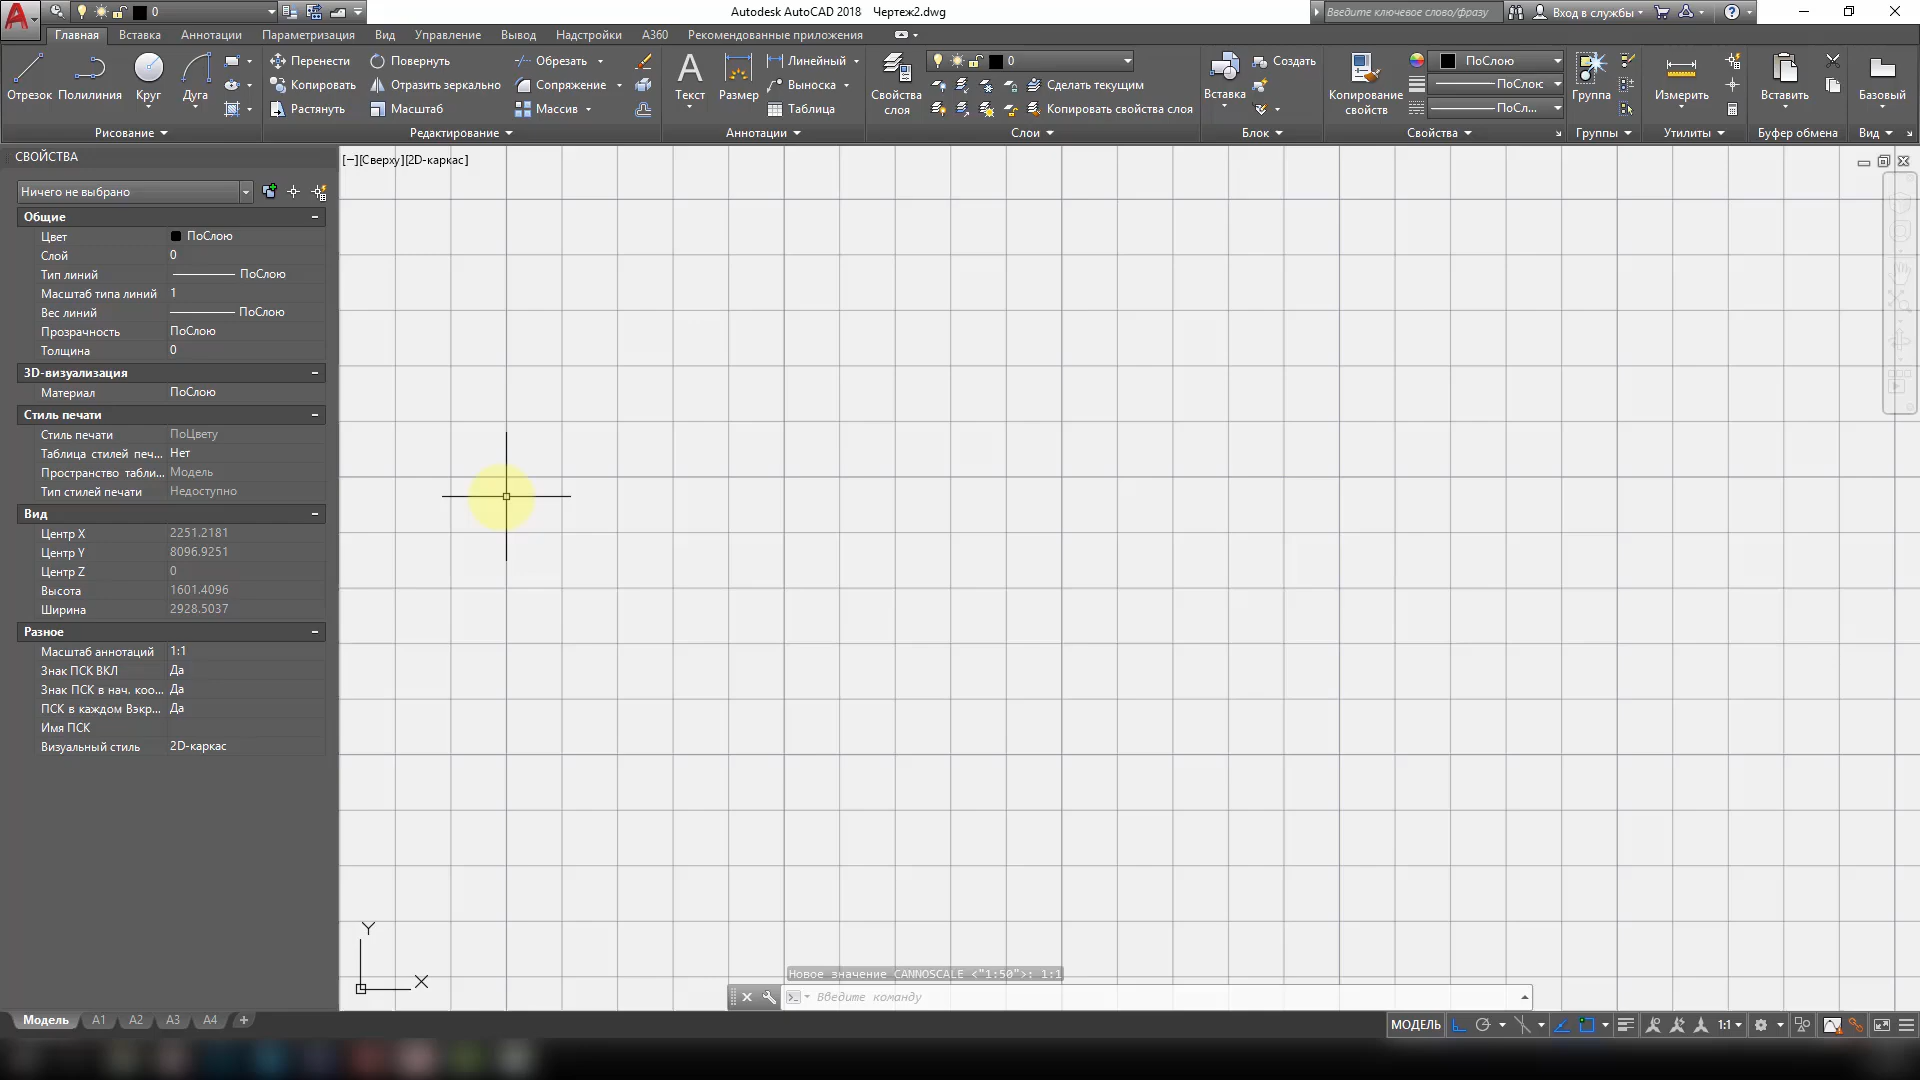 0
Autodesk AutoCAD 2018 Чертеж2.dwg
Введите ключевое слово/фразу
Вход в службы
Главная
Вставка
Аннотации
Параметризация
Вид
Управление
Вывод
Надстройки
A360
Рекомендованные приложения
Отрезок
Полилиния
Круг
Дуга
Рисование
Перенести
Повернуть
Обрезать
Копировать
Отразить зеркально
Сопряжение
Растянуть
Масштаб
Массив
Редактирование
Текст
Размер
Линейный
Выноска
Таблица
Аннотации
Свойства
слоя
0
Сделать текущим
Копировать свойства слоя
Слои
Вставка
Создать
Блок
Копирование
свойств
ПоСлою
ПоСлою
ПоСл...
Свойства
Группа
Группы
Измерить
Утилиты
Вставить
Буфер обмена
Базовый
Вид
СВОЙСТВА
Ничего не выбрано
Общие
Цвет ПоСлою
Слой 0
Тип линий ПоСлою
Масштаб типа линий 1
Вес линий ПоСлою
Прозрачность ПоСлою
Толщина 0
3D-визуализация
Материал ПоСлою
Стиль печати
Стиль печати ПоЦвету
Таблица стилей печ... Нет
Пространство табли... Модель
Тип стилей печати Недоступно
Вид
Центр X 2251.2181
Центр Y 8096.9251
Центр Z 0
Высота 1601.4096
Ширина 2928.5037
Разное
Масштаб аннотаций 1:1
Знак ПСК ВКЛ Да
Знак ПСК в нач. коо... Да
ПСК в каждом Вэкр... Да
Имя ПСК
Визуальный стиль 2D-каркас
[−][Сверху][2D-каркас]
Y
X
Новое значение CANNOSCALE <"1:50">: 1:1
Введите команду
Модель
A1
A2
A3
A4
МОДЕЛЬ
1:1